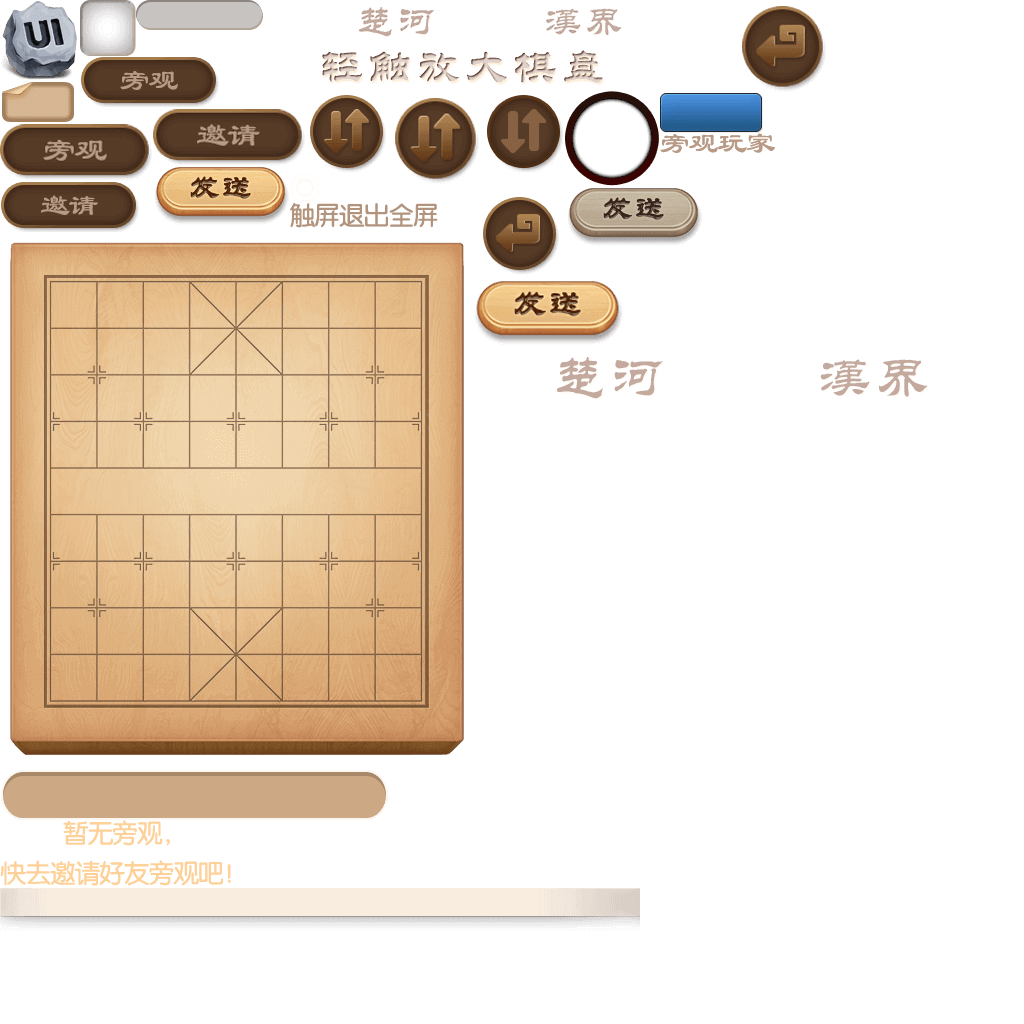 UI
楚河 漢界
轻触放大棋盘
旁观
邀请
旁观玩家
旁观
发送
邀请
触屏退出全屏
发送
发送
楚河 漢界
暂无旁观，
快去邀请好友旁观吧！